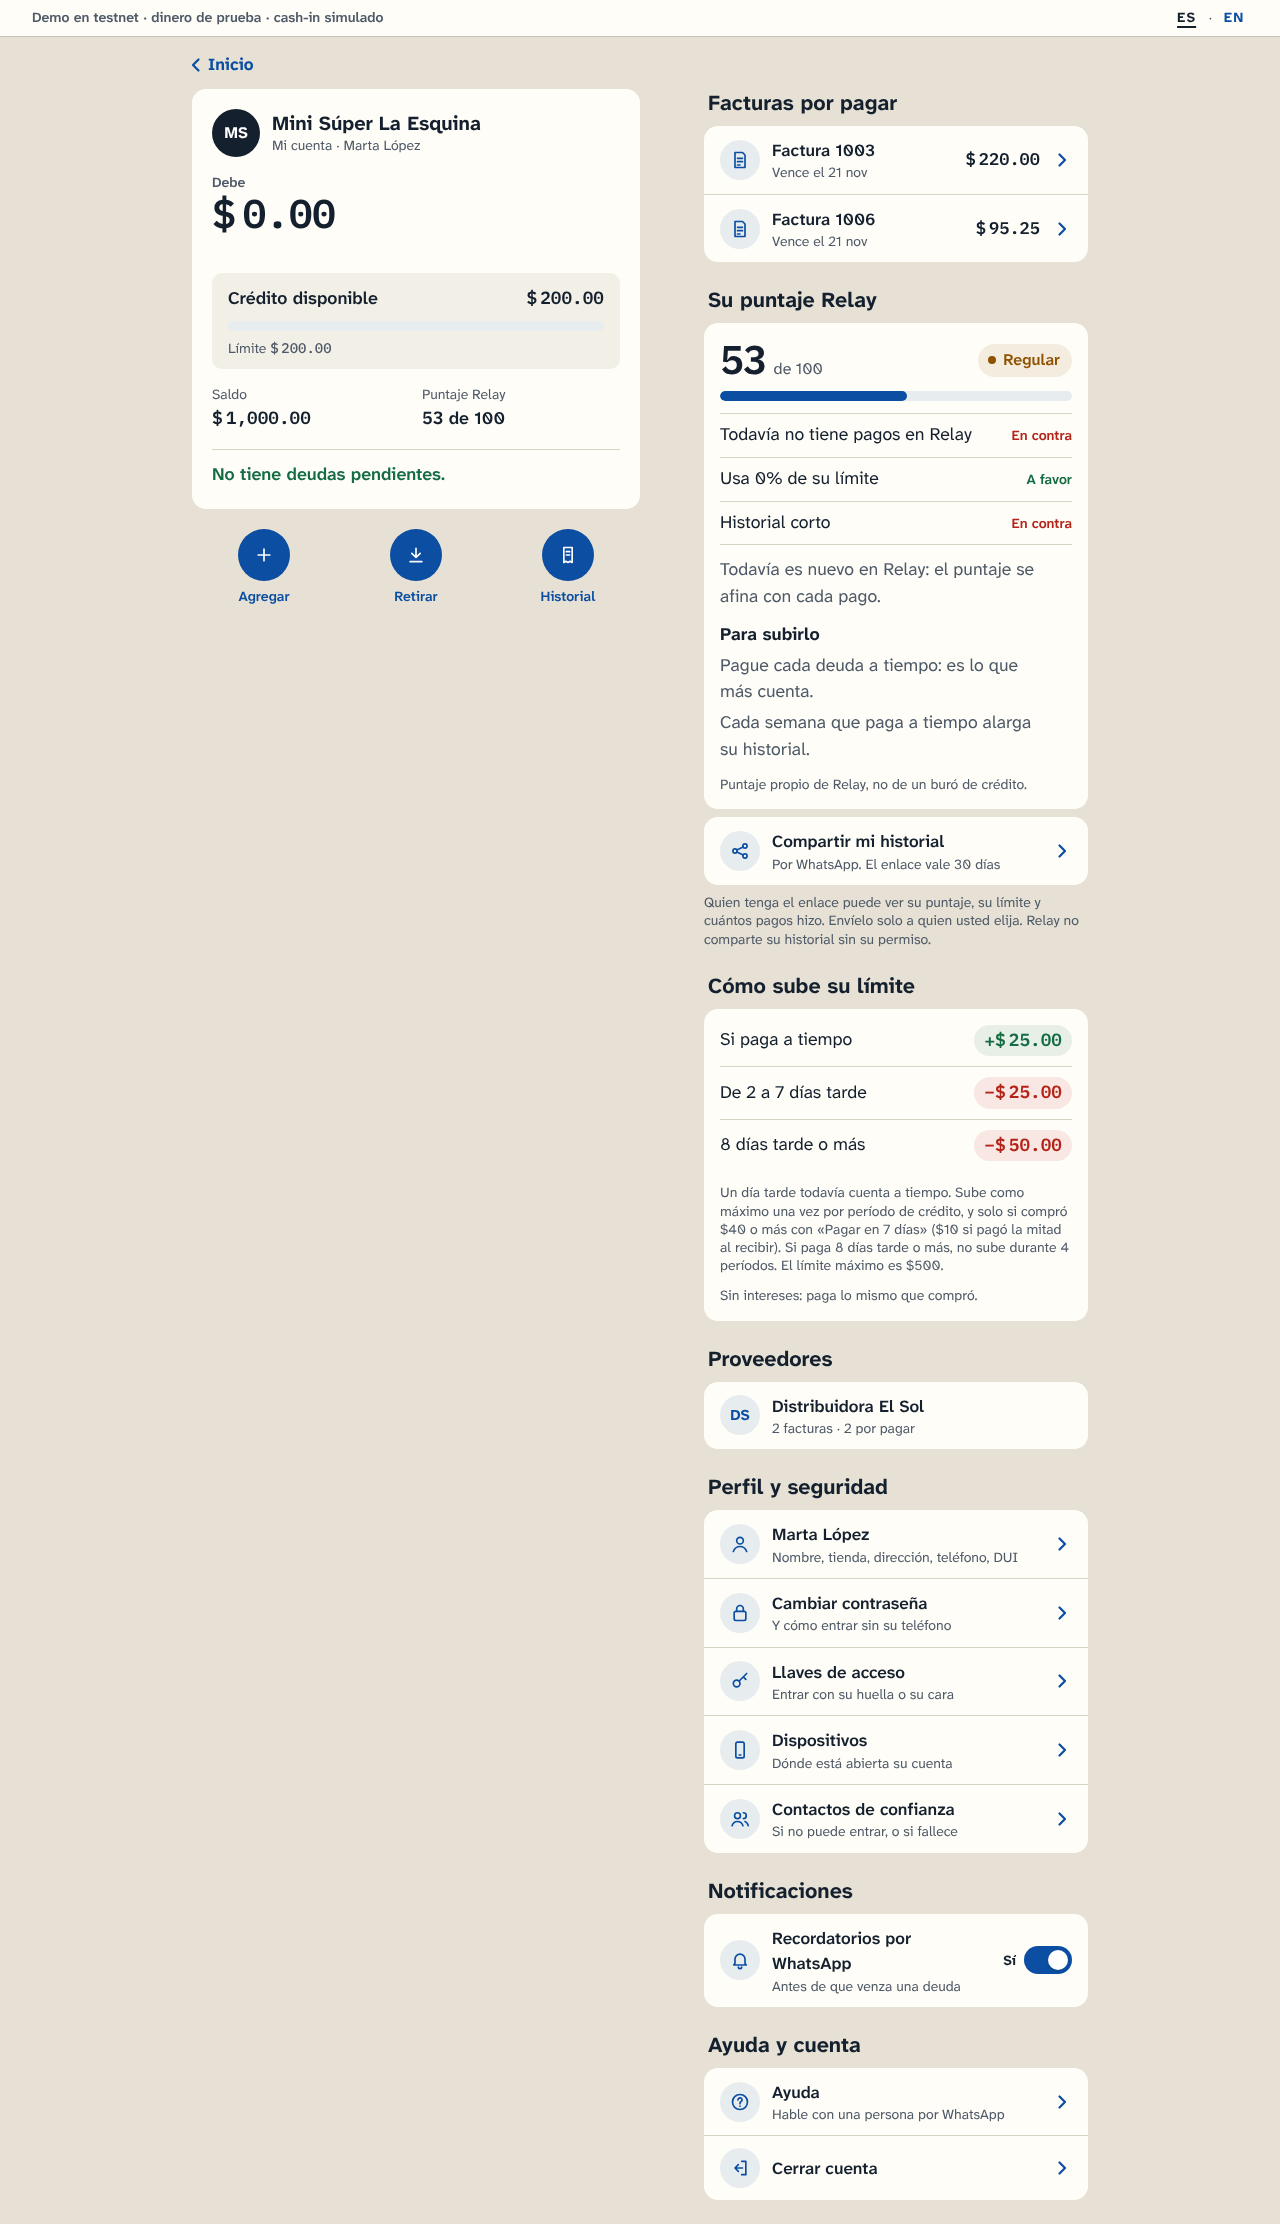 Demo en testnet · dinero de prueba · cash-in simulado
ES · EN
Inicio
MS
Mini Súper La Esquina
Mi cuenta · Marta López
Debe
$0.00
Crédito disponible
$200.00
Límite $200.00
Saldo
$1,000.00
Puntaje Relay
53 de 100
No tiene deudas pendientes.
Agregar
Retirar
Historial
Facturas por pagar
Factura 1003
Vence el 21 nov
$220.00
Factura 1006
Vence el 21 nov
$95.25
Su puntaje Relay
53 de 100
Regular
Todavía no tiene pagos en Relay
En contra
Usa 0% de su límite
A favor
Historial corto
En contra
Todavía es nuevo en Relay: el puntaje se
afina con cada pago.
Para subirlo
Pague cada deuda a tiempo: es lo que
más cuenta.
Cada semana que paga a tiempo alarga
su historial.
Puntaje propio de Relay, no de un buró de crédito.
Compartir mi historial
Por WhatsApp. El enlace vale 30 días
Quien tenga el enlace puede ver su puntaje, su límite y
cuántos pagos hizo. Envíelo solo a quien usted elija. Relay no
comparte su historial sin su permiso.
Cómo sube su límite
Si paga a tiempo
+$25.00
De 2 a 7 días tarde
−$25.00
8 días tarde o más
−$50.00
Un día tarde todavía cuenta a tiempo. Sube como
máximo una vez por período de crédito, y solo si compró
$40 o más con «Pagar en 7 días» ($10 si pagó la mitad
al recibir). Si paga 8 días tarde o más, no sube durante 4
períodos. El límite máximo es $500.
Sin intereses: paga lo mismo que compró.
Proveedores
DS
Distribuidora El Sol
2 facturas · 2 por pagar
Perfil y seguridad
Marta López
Nombre, tienda, dirección, teléfono, DUI
Cambiar contraseña
Y cómo entrar sin su teléfono
Llaves de acceso
Entrar con su huella o su cara
Dispositivos
Dónde está abierta su cuenta
Contactos de confianza
Si no puede entrar, o si fallece
Notificaciones
Recordatorios por
WhatsApp
Antes de que venza una deuda
Sí
Ayuda y cuenta
Ayuda
Hable con una persona por WhatsApp
Cerrar cuenta